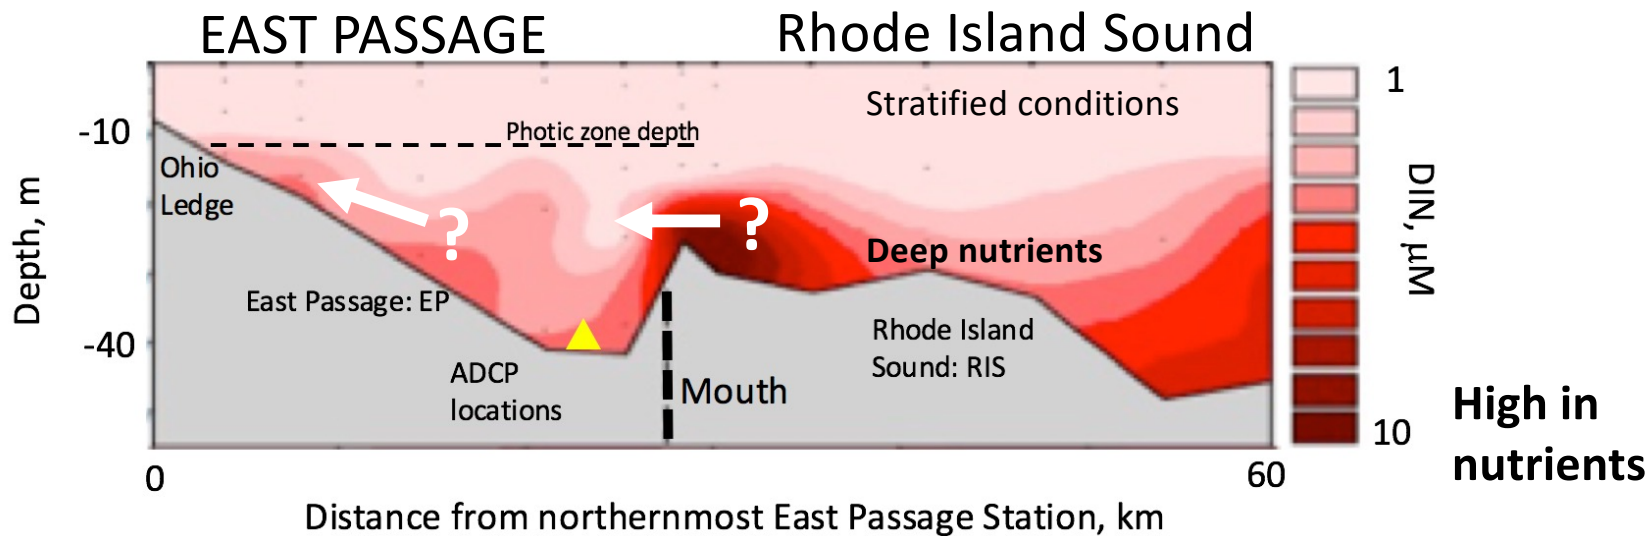 EAST PASSAGE
Rhode Island Sound
Stratified conditions
1
-10
Photic zone depth
Ohio
Ledge
DIN, µM
Depth, m
?
?
Deep nutrients
East Passage: EP
Rhode Island
Sound: RIS
-40
ADCP
locations
Mouth
High in
nutrients
10
0
60
Distance from northernmost East Passage Station, km